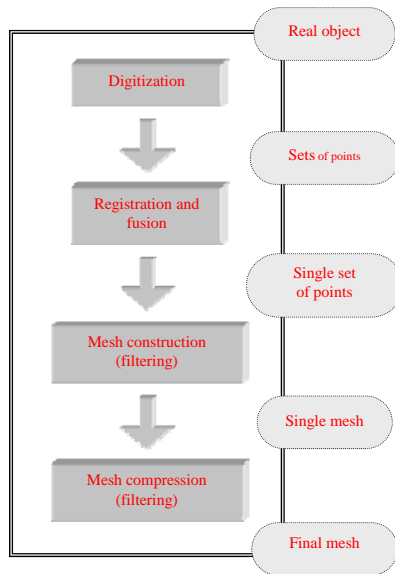 Real object
Digitization
Sets of points
Registration and
fusion
Single set
of points
Mesh construction
(filtering)
Single mesh
Mesh compression
(filtering)
Final mesh